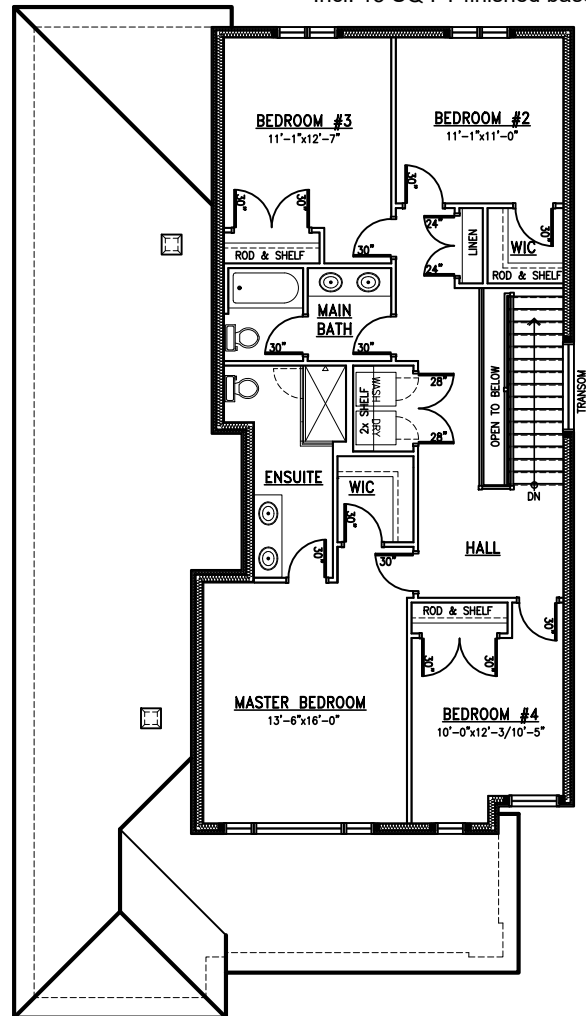 BEDROOM #3
11'-1"x12'-7"
BEDROOM #2
11'-1"x11'-0"
30"
30"
30"
30"
ROD & SHELF
30"
24"
24"
LINEN
WIC
ROD & SHELF
MAIN
BATH
30"
30"
OPEN TO BELOW
TRANSOM
2x SHELF
WASH
DRY
28"
28"
ENSUITE
WIC
30"
DN
HALL
30"
30"
30"
ROD & SHELF
30"
30"
MASTER BEDROOM
13'-6"x16'-0"
BEDROOM #4
10'-0"x12'-3/10'-5"